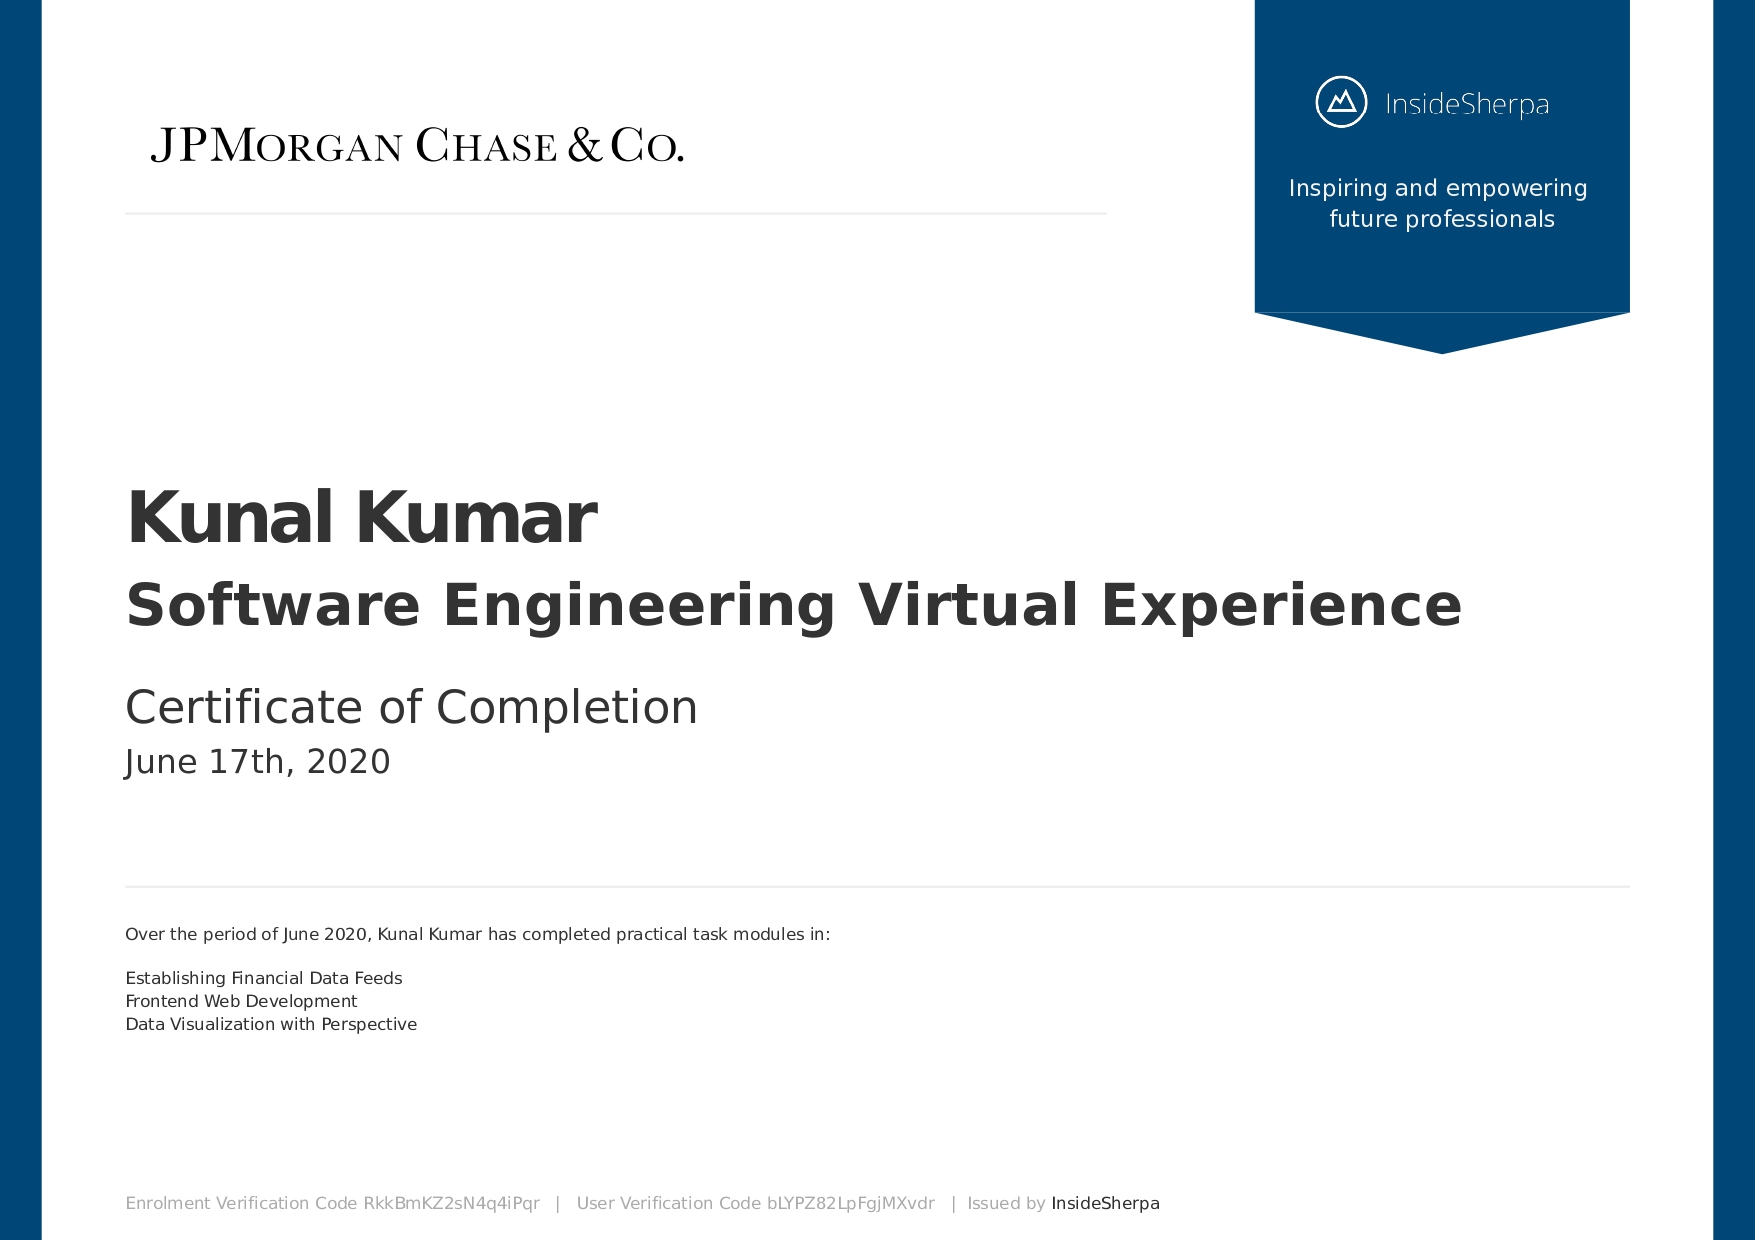 JPMORGAN CHASE & CO.
InsideSherpa
Inspiring and empowering
future professionals
Kunal Kumar
Software Engineering Virtual Experience
Certificate of Completion
June 17th, 2020
Over the period of June 2020, Kunal Kumar has completed practical task modules in:
Establishing Financial Data Feeds
Frontend Web Development
Data Visualization with Perspective
Enrolment Verification Code RkkBmKZ2sN4q4iPqr | User Verification Code bLYPZ82LpFgjMXvdr | Issued by InsideSherpa